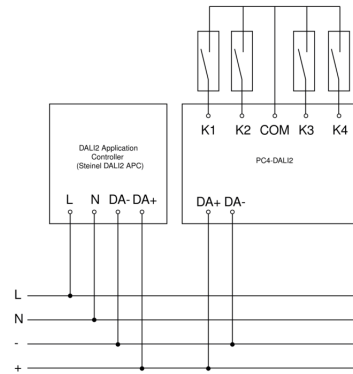 K1 K2 COM K3 K4
DALI2 Application
Controller
(Steinel DALI2 APC)
PC4-DALI2
L N DA- DA+
DA+ DA-
L
N
-
+